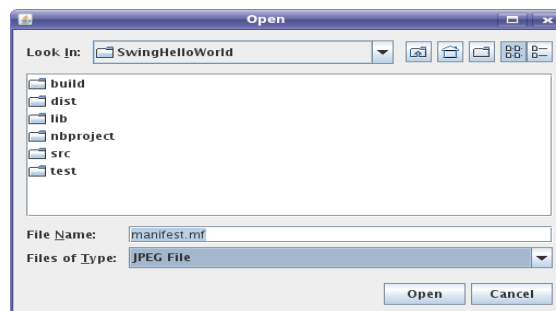 Open
Look In: SwingHelloWorld
build
dist
lib
nbproject
src
test
File Name: manifest.mf
Files of Type: JPEG File
Open Cancel